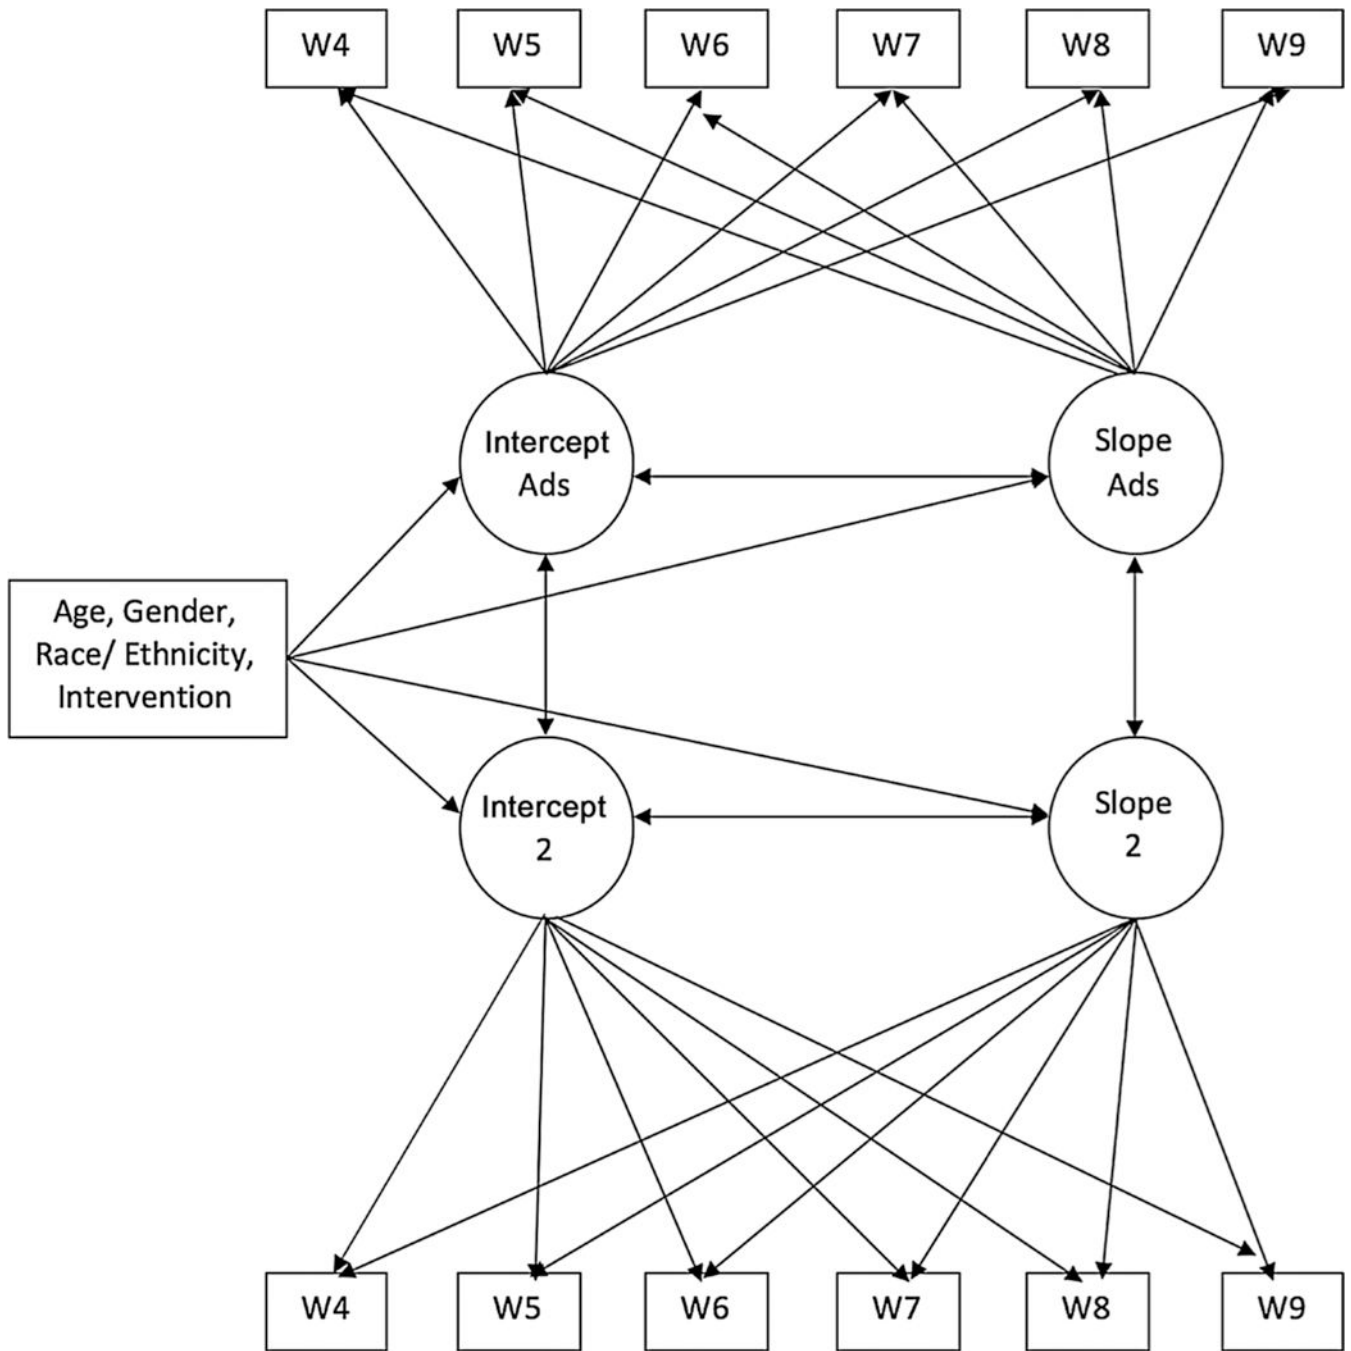 W4
W5
W6
W7
W8
W9
Intercept
Ads
Slope
Ads
Age, Gender,
Race/ Ethnicity,
Intervention
Intercept
2
Slope
2
W4
W5
W6
W7
W8
W9